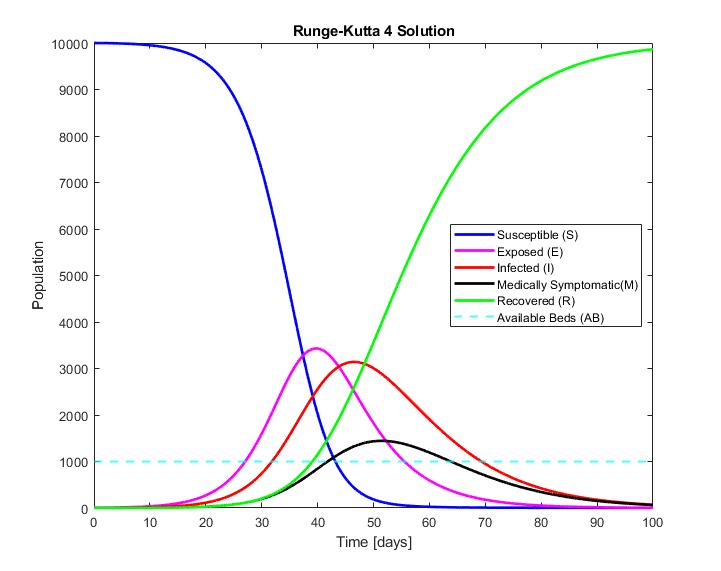 Runge-Kutta 4 Solution
10000
9000
8000
7000
6000
5000
4000
3000
2000
1000
0
Population
Susceptible (S)
Exposed (E)
Infected (I)
Medically Symptomatic(M)
Recovered (R)
Available Beds (AB)
0 10 20 30 40 50 60 70 80 90 100
Time [days]